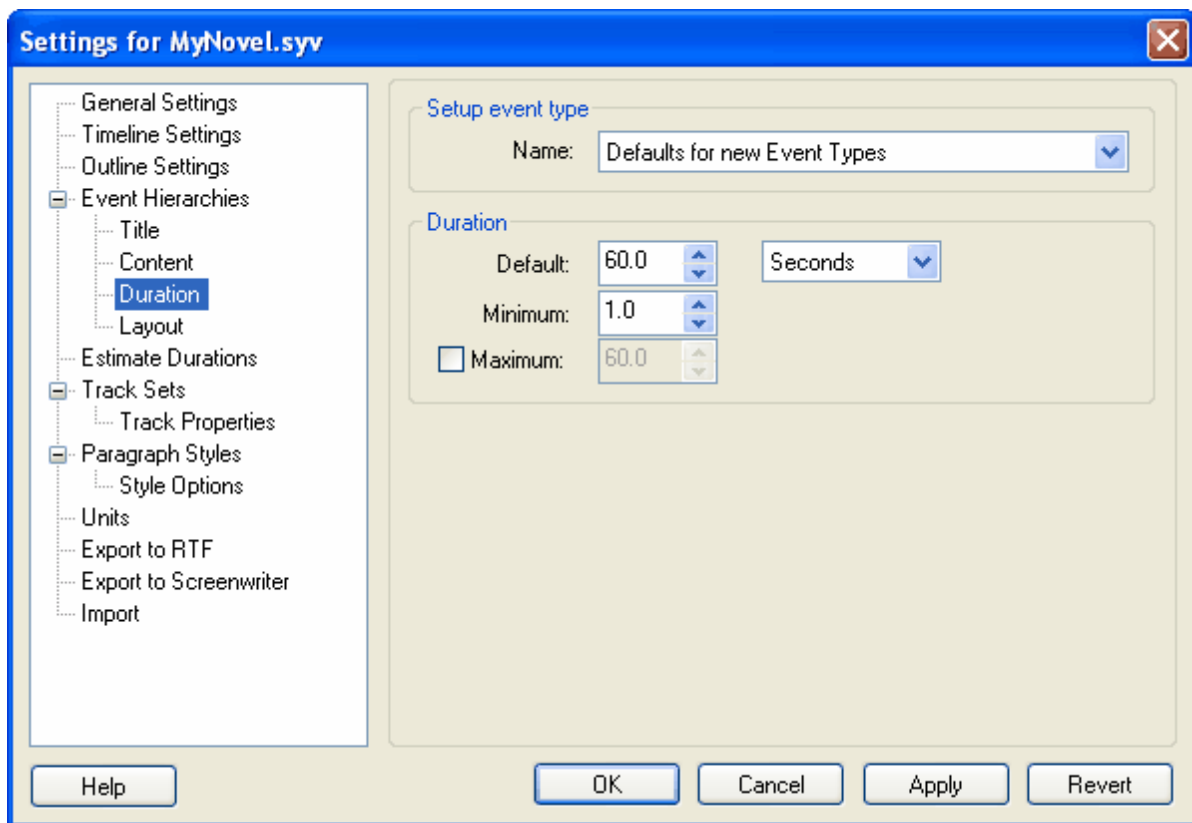 Settings for MyNovel.syv
General Settings
Timeline Settings
Outline Settings
Event Hierarchies
Title
Content
Duration
Layout
Estimate Durations
Track Sets
Track Properties
Paragraph Styles
Style Options
Units
Export to RTF
Export to Screenwriter
Import
Setup event type
Name: Defaults for new Event Types
Duration
Default: 60.0 Seconds
Minimum: 1.0
Maximum: 60.0
Help OK Cancel Apply Revert